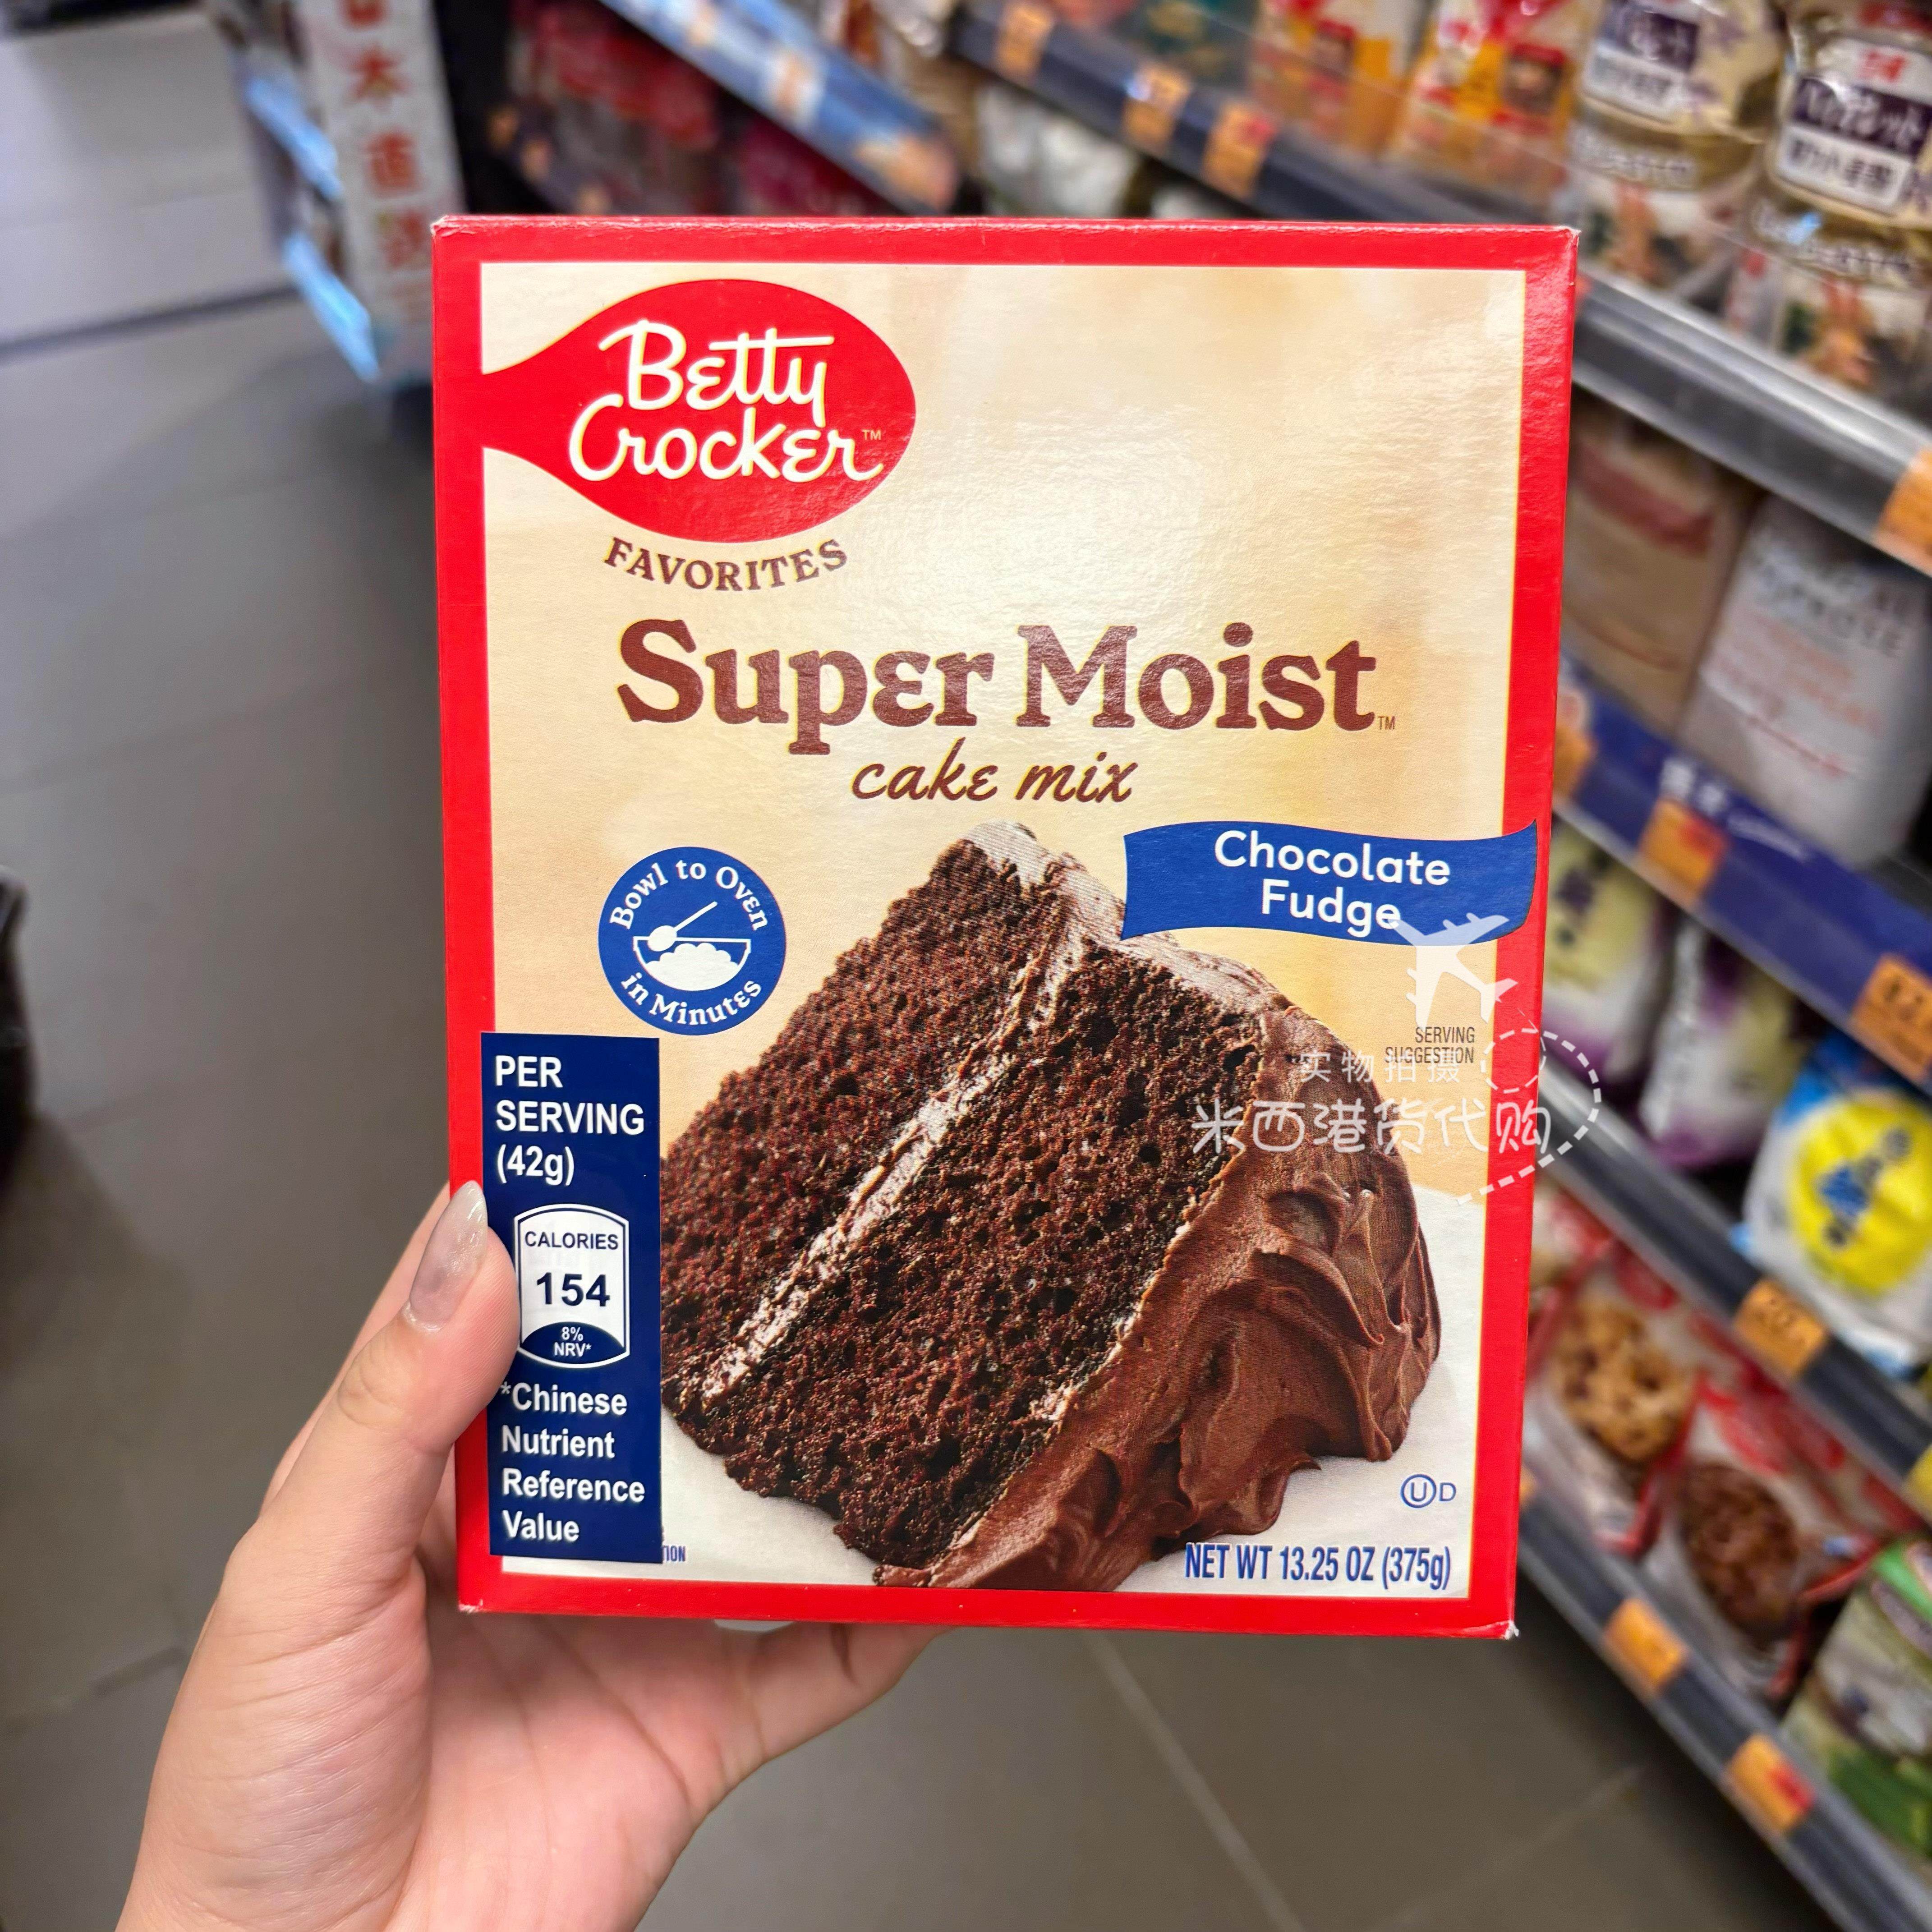 Betty
Crocker™
FAVORITES
Super Moist™
cake mix
Chocolate
Fudge
Bowl to Oven
in Minutes
SERVING
SUGGESTION
实物拍摄
米西港货代购
PER
SERVING
(42g)
CALORIES
154
8%
NRV*
*Chinese
Nutrient
Reference
Value
U D
NET WT 13.25 OZ (375g)